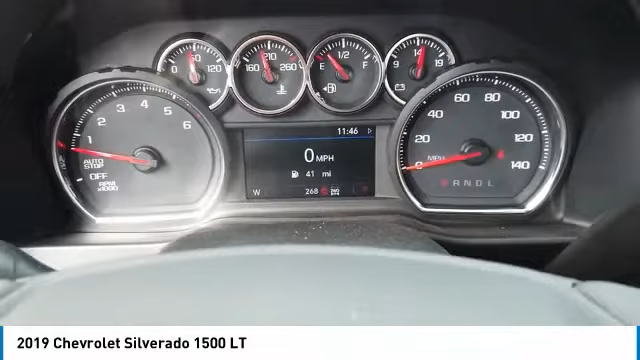 0 60 120
160 210 260
E 1/2 F
9 14 19
1 2 3 4 5 6
AUTO
STOP
OFF
RPM
x1000
11:46
0 MPH
41 mi
W 268
0 20 40 60 80 100 120 140
MPH
P R N D L
2019 Chevrolet Silverado 1500 LT